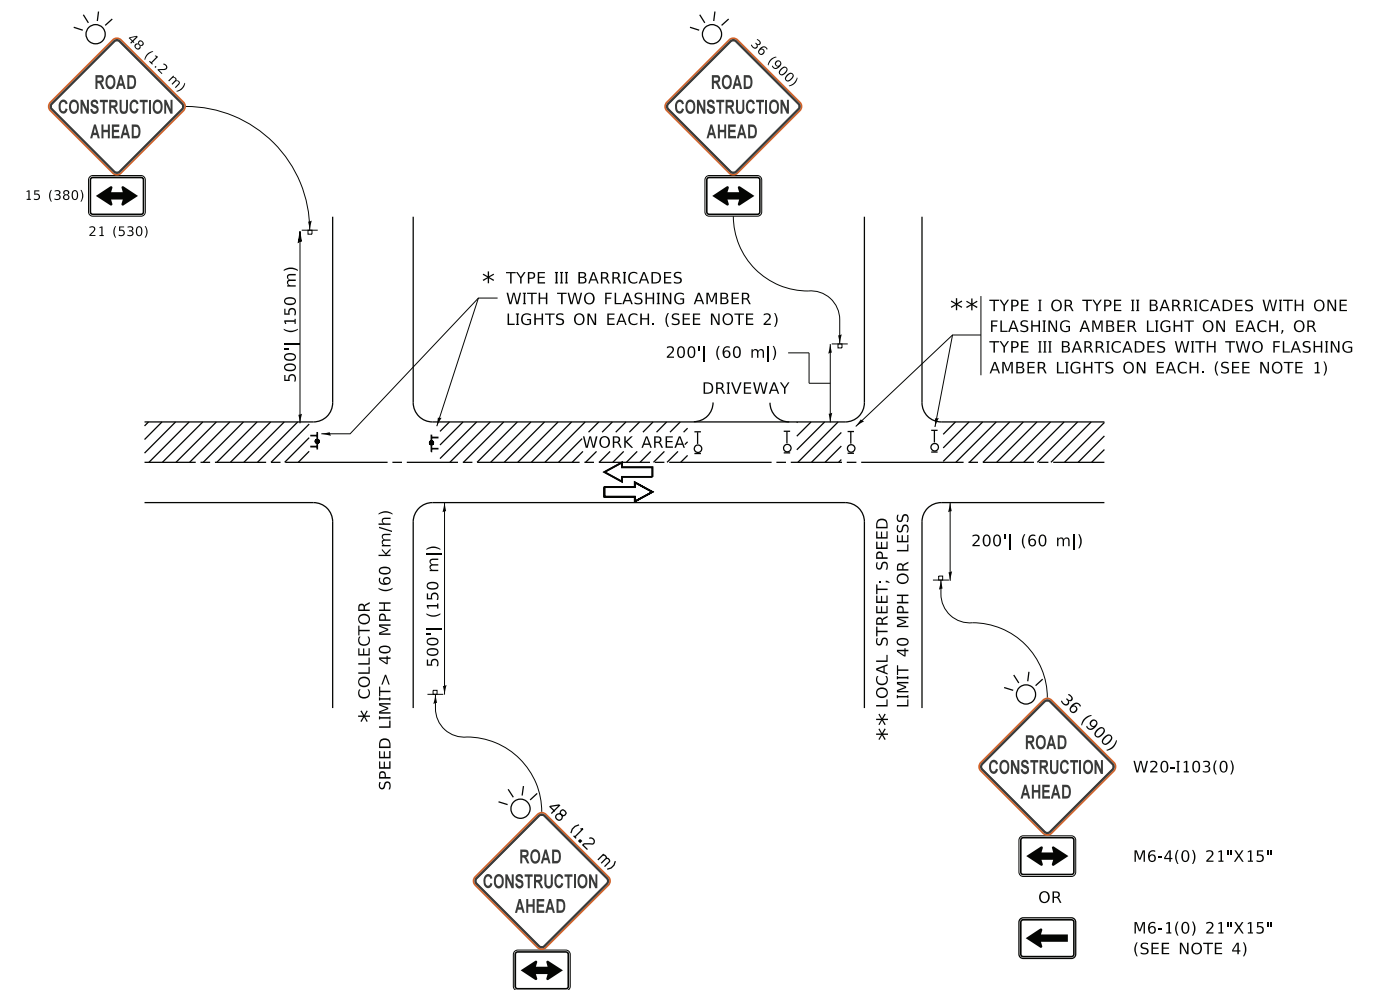 48 (1.2 m)
ROAD
CONSTRUCTION
AHEAD
15 (380)
21 (530)
36 (900)
ROAD
CONSTRUCTION
AHEAD
500'| (150 m)
* TYPE III BARRICADES
WITH TWO FLASHING AMBER
LIGHTS ON EACH. (SEE NOTE 2)
200'| (60 m|)
DRIVEWAY
** TYPE I OR TYPE II BARRICADES WITH ONE
FLASHING AMBER LIGHT ON EACH, OR
TYPE III BARRICADES WITH TWO FLASHING
AMBER LIGHTS ON EACH. (SEE NOTE 1)
WORK AREA
* COLLECTOR
SPEED LIMIT> 40 MPH (60 km/h)
500'| (150 m|)
** LOCAL STREET; SPEED
LIMIT 40 MPH OR LESS
200'| (60 m|)
48 (1.2 m)
ROAD
CONSTRUCTION
AHEAD
36 (900)
ROAD
CONSTRUCTION
AHEAD
W20-I103(0)
M6-4(0) 21"X15"
OR
M6-1(0) 21"X15"
(SEE NOTE 4)